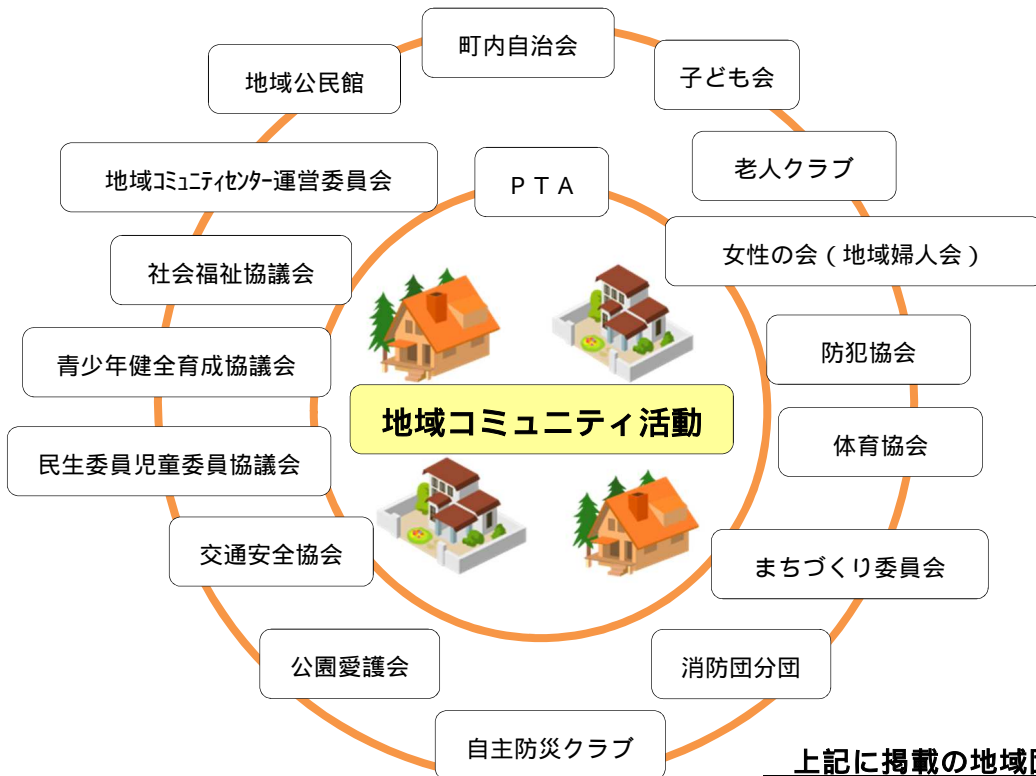 町内自治会
子ども会
地域公民館
老人クラブ
地域ｺﾐｭﾆﾃｨｾﾝﾀｰ運営委員会
ＰＴＡ
女性の会（地域婦人会）
社会福祉協議会
防犯協会
青少年健全育成協議会
地域コミュニティ活動
体育協会
民生委員児童委員協議会
交通安全協会
まちづくり委員会
公園愛護会
消防団分団
自主防災クラブ
上記に掲載の地域